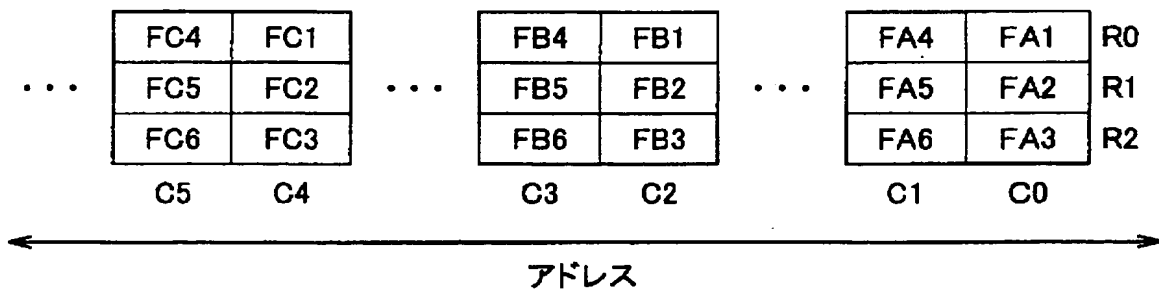 FC4 FC1 FB4 FB1 FA4 FA1 R0
··· FC5 FC2 ··· FB5 FB2 ··· FA5 FA2 R1
FC6 FC3 FB6 FB3 FA6 FA3 R2
C5 C4 C3 C2 C1 C0
アドレス